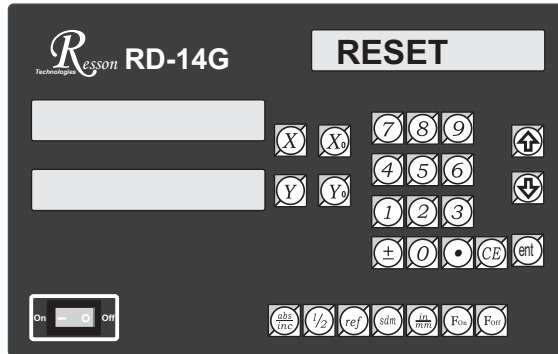 Resson Technologies RD-14G
RESET
7 8 9
X X0
4 5 6
Y Y0
1 2 3
± 0 • CE ent
On Off
abs/inc 1/2 ref sdm in/mm FOn FOff